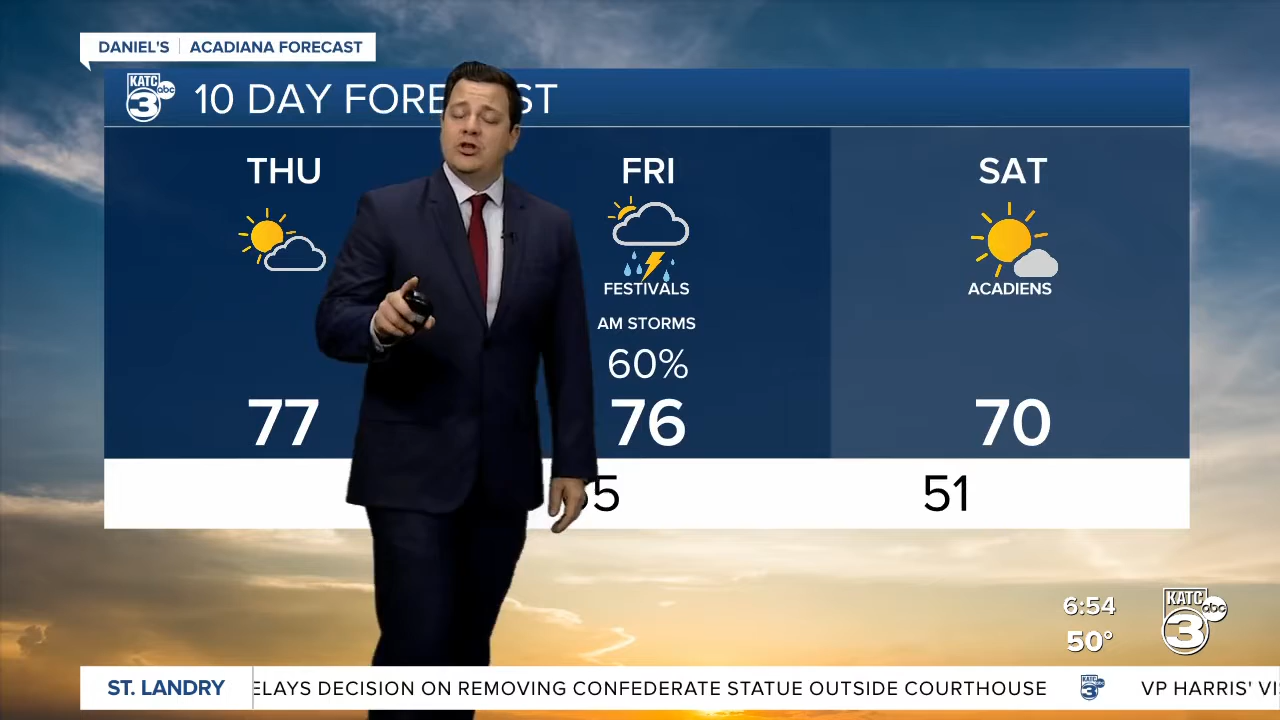 DANIEL'S | ACADIANA FORECAST
KATC 3 abc
10 DAY FORE ST
THU
FRI
SAT
FESTIVALS
ACADIENS
AM STORMS
60%
77
76
70
51
6:54
50°
KATC 3 abc
ST. LANDRY
ELAYS DECISION ON REMOVING CONFEDERATE STATUE OUTSIDE COURTHOUSE
VP HARRIS' VI